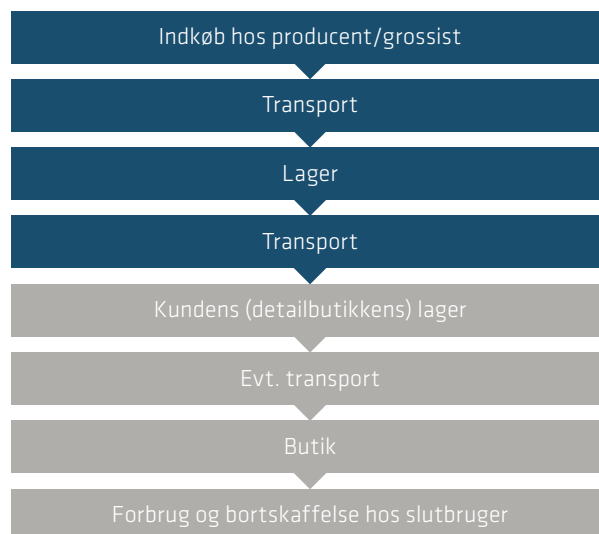 Indkøb hos producent/grossist
Transport
Lager
Transport
Kundens (detailbutikkens) lager
Evt. transport
Butik
Forbrug og bortskaffelse hos slutbruger